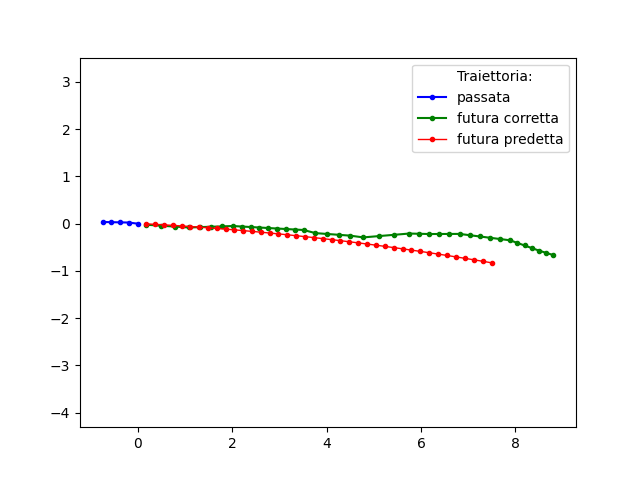 Traiettoria:
passata
futura corretta
futura predetta
3
2
1
0
−1
−2
−3
−4
0 2 4 6 8